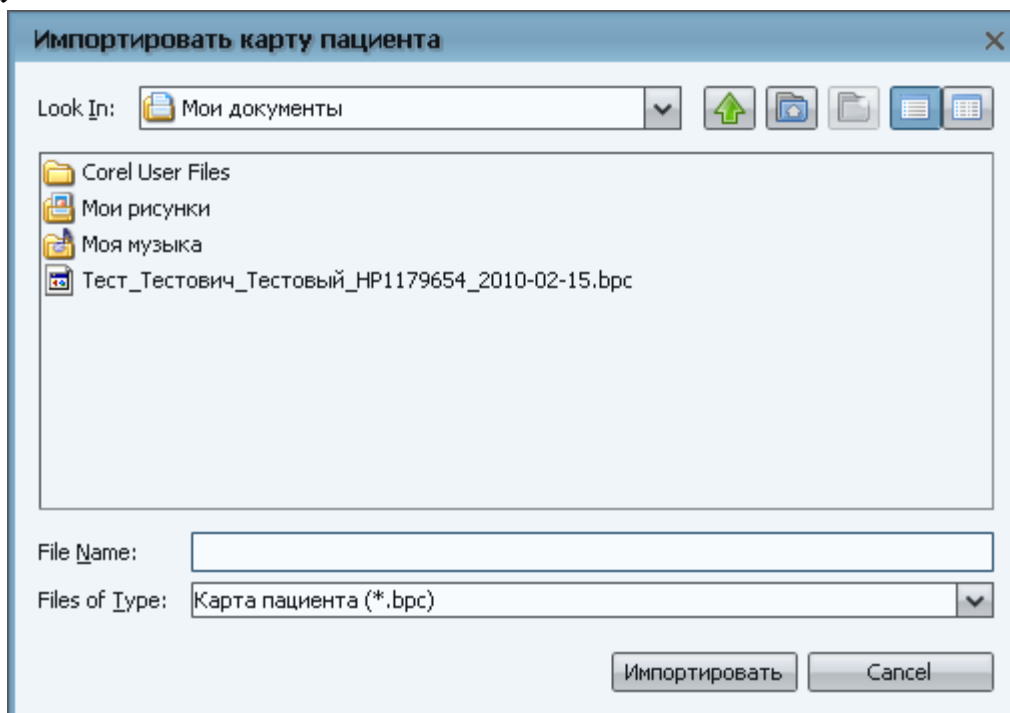 Импортировать карту пациента
Look In: Мои документы
Corel User Files
Мои рисунки
Моя музыка
Тест_Тестович_Тестовый_HP1179654_2010-02-15.bpc
File Name:
Files of Type: Карта пациента (*.bpc)
Импортировать Cancel